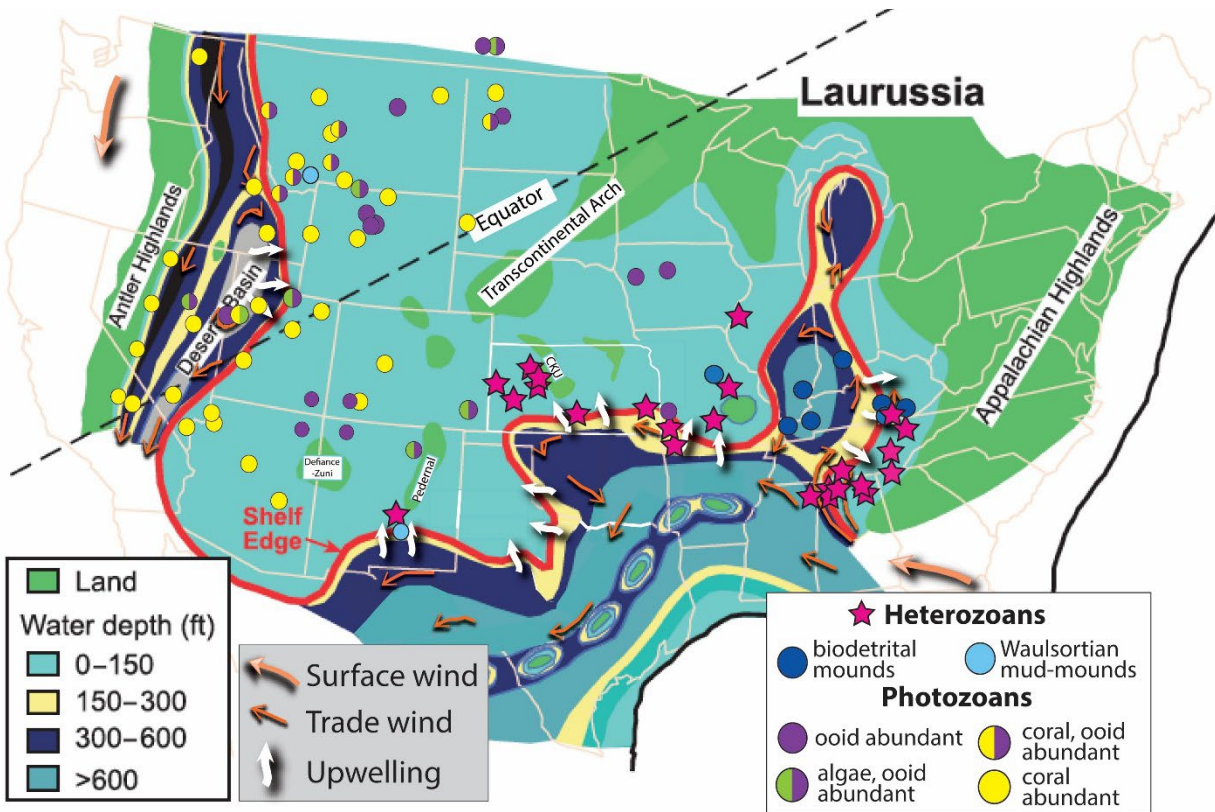 Laurussia
Equator
Transcontinental Arch
Antler Highlands
Appalachian Highlands
CKU
Defiance
-Zuni
Pedernal
Shelf
Edge
Land
Water depth (ft)
0–150
150–300
300–600
>600
Surface wind
Trade wind
Upwelling
Heterozoans
biodetrital
mounds
Waulsortian
mud-mounds
Photozoans
ooid abundant
coral, ooid
abundant
algae, ooid
abundant
coral
abundant